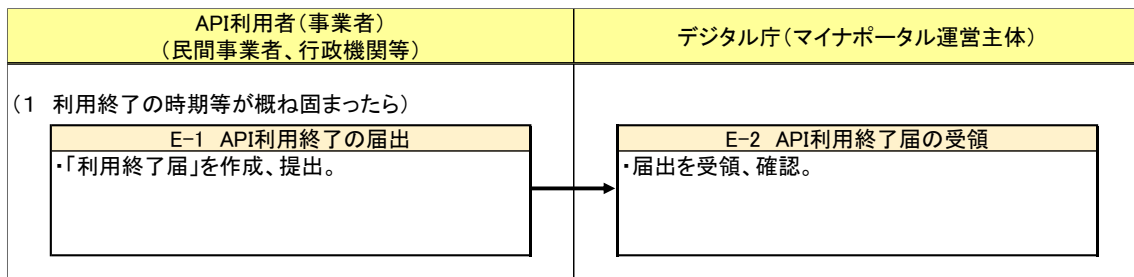 API利用者(事業者)
(民間事業者、行政機関等)
デジタル庁(マイナポータル運営主体)
(1 利用終了の時期等が概ね固まったら)
E-1 API利用終了の届出
・「利用終了届」を作成、提出。
E-2 API利用終了届の受領
・届出を受領、確認。